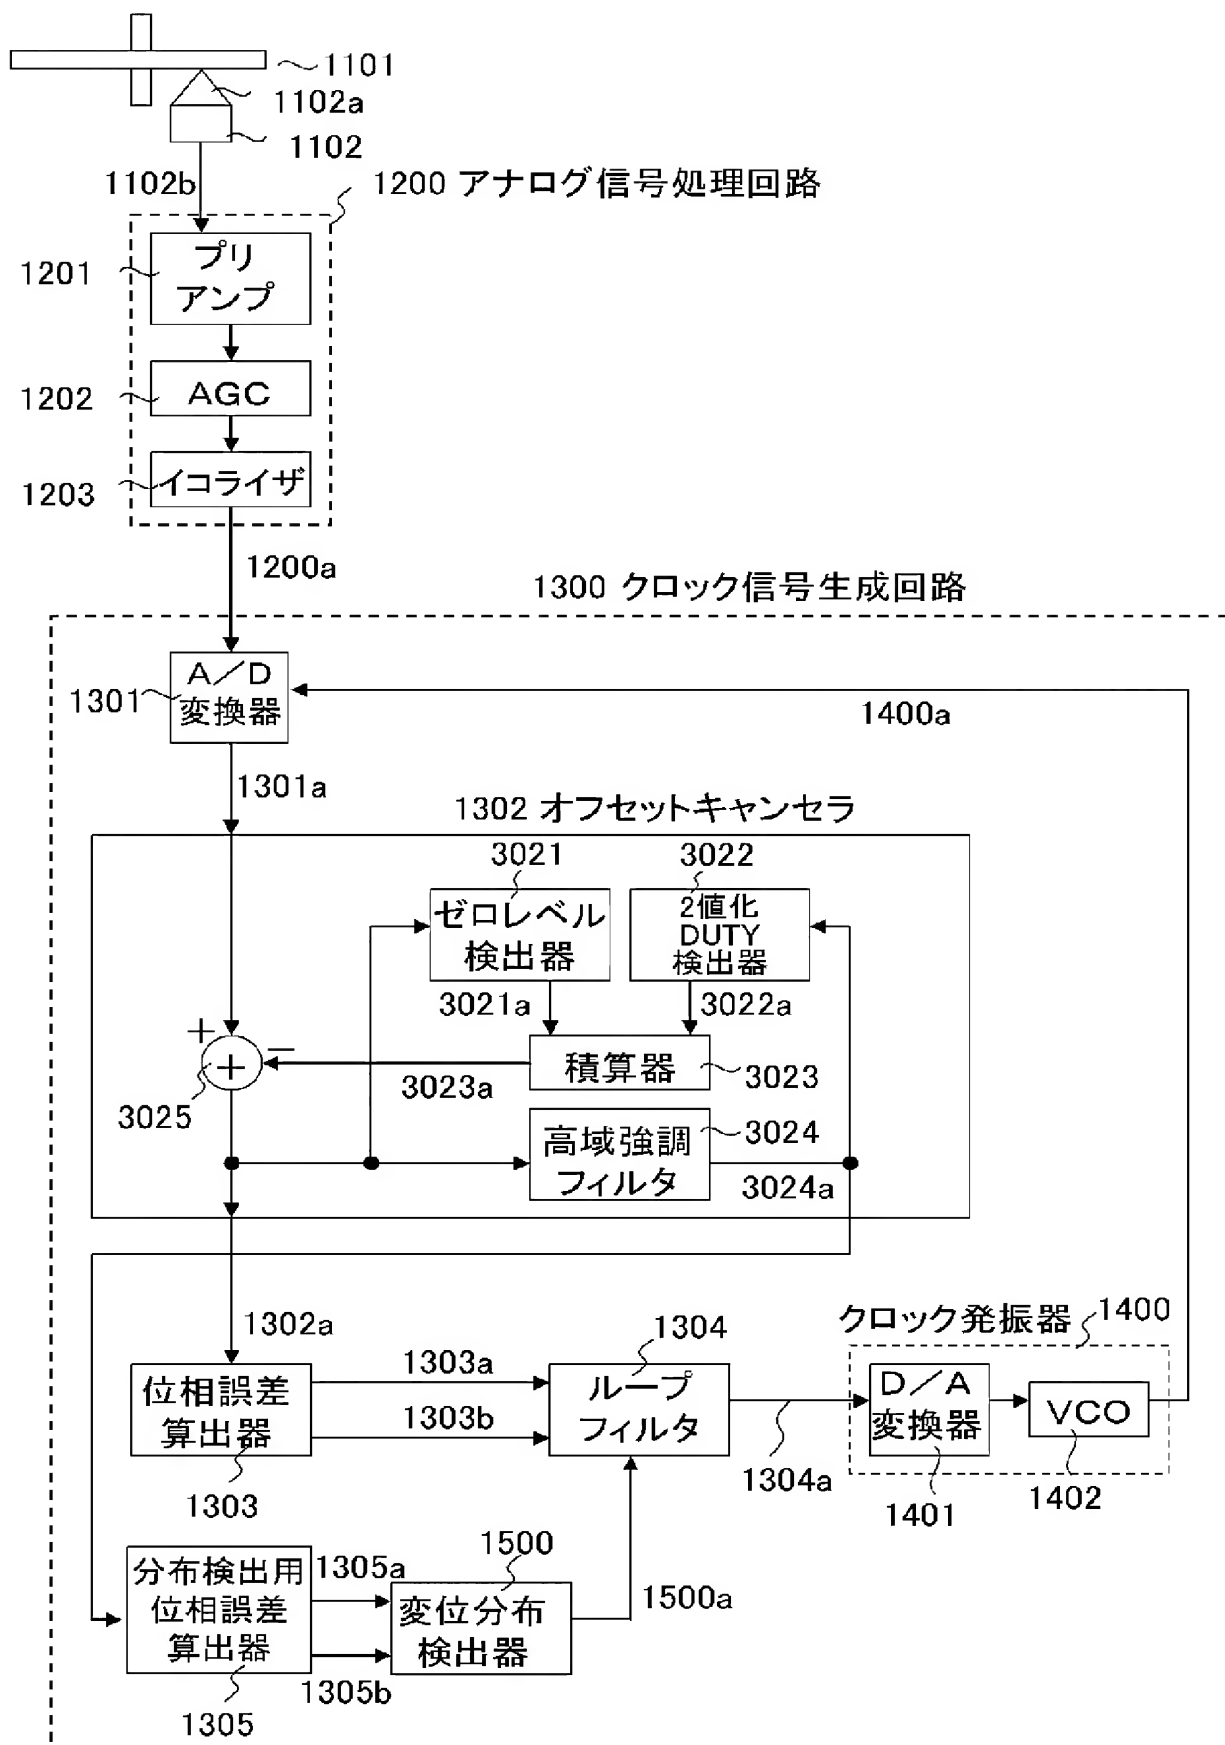 1101
1102a
1102
1102b
1200 アナログ信号処理回路
1201
プリ
アンプ
1202
AGC
1203
イコライザ
1200a
1300 クロック信号生成回路
A/D
変換器
1301
1400a
1301a
1302 オフセットキャンセラ
3021
3022
ゼロレベル
検出器
2値化
DUTY
検出器
3021a
3022a
+
−
+
3025
3023a
積算器
3023
高域強調
フィルタ
3024
3024a
1302a
1303a
1303b
1304
クロック発振器
1400
位相誤差
算出器
1303
ループ
フィルタ
1304a
D/A
変換器
1401
VCO
1402
分布検出用
位相誤差
算出器
1305
1305a
1305b
1500
変位分布
検出器
1500a